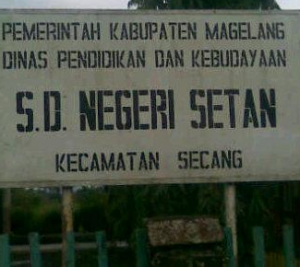 PEMERINTAH KABUPATEN MAGELANG
DINAS PENDIDIKAN DAN KEBUDAYAAN
S.D. NEGERI SETAN
KECAMATAN SECANG